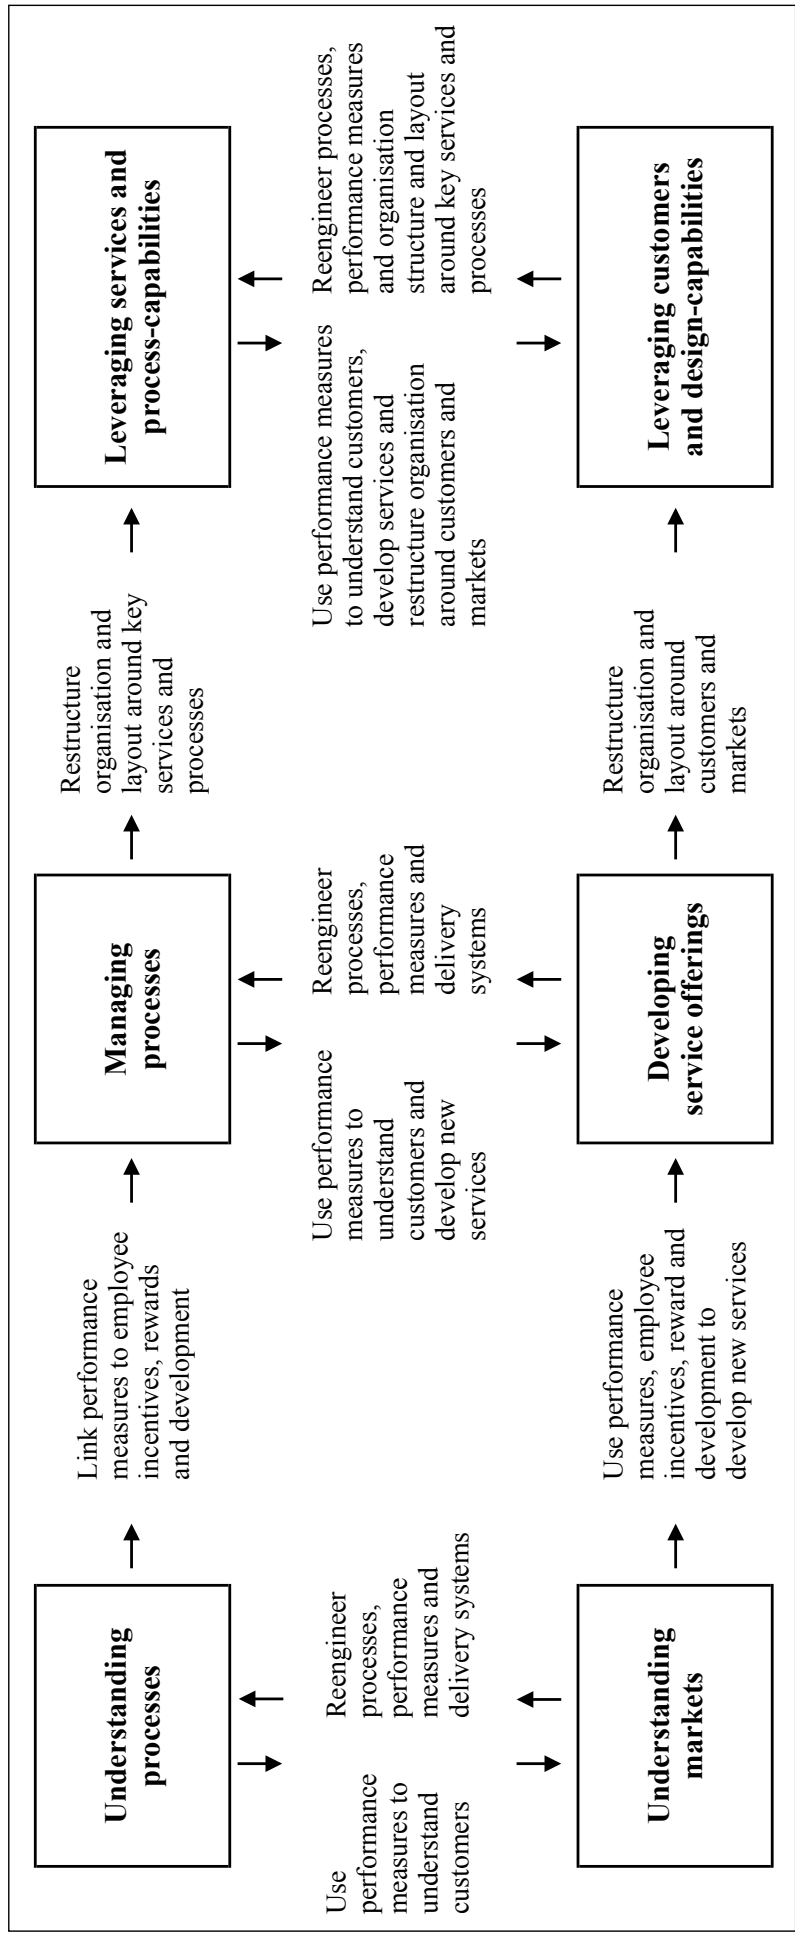 Understanding
processes
Link performance
measures to employee
incentives, rewards
and development
Managing
processes
Restructure
organisation and
layout around key
services and
processes
Leveraging services and
process-capabilities
Use
performance
measures to
understand
customers
Reengineer
processes,
performance
measures and
delivery systems
Use performance
measures to
understand
customers and
develop new
services
Reengineer
processes,
performance
measures and
delivery
systems
Use performance measures
to understand customers,
develop services and
restructure organisation
around customers and
markets
Reengineer processes,
performance measures
and organisation
structure and layout
around key services and
processes
Understanding
markets
Use performance
measures, employee
incentives, reward and
development to
develop new services
Developing
service offerings
Restructure
organisation and
layout around
customers and
markets
Leveraging customers
and design-capabilities